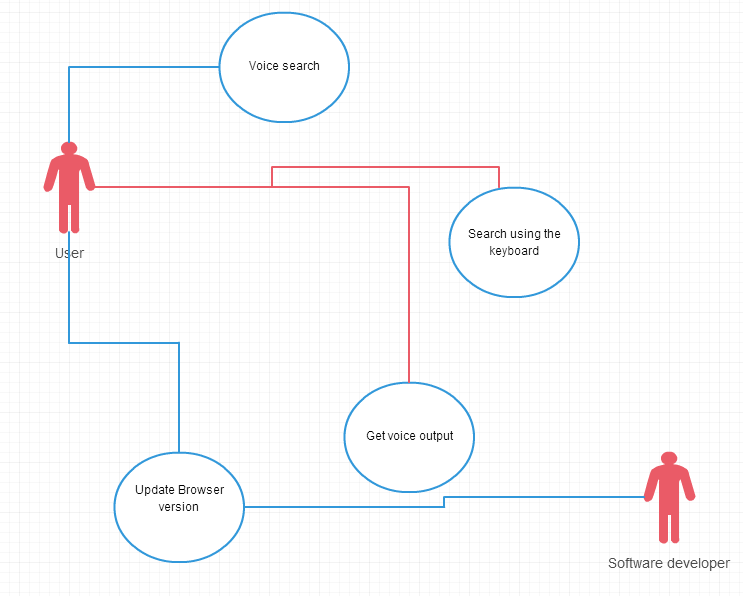 Voice search
User
Search using the
keyboard
Get voice output
Update Browser
version
Software developer